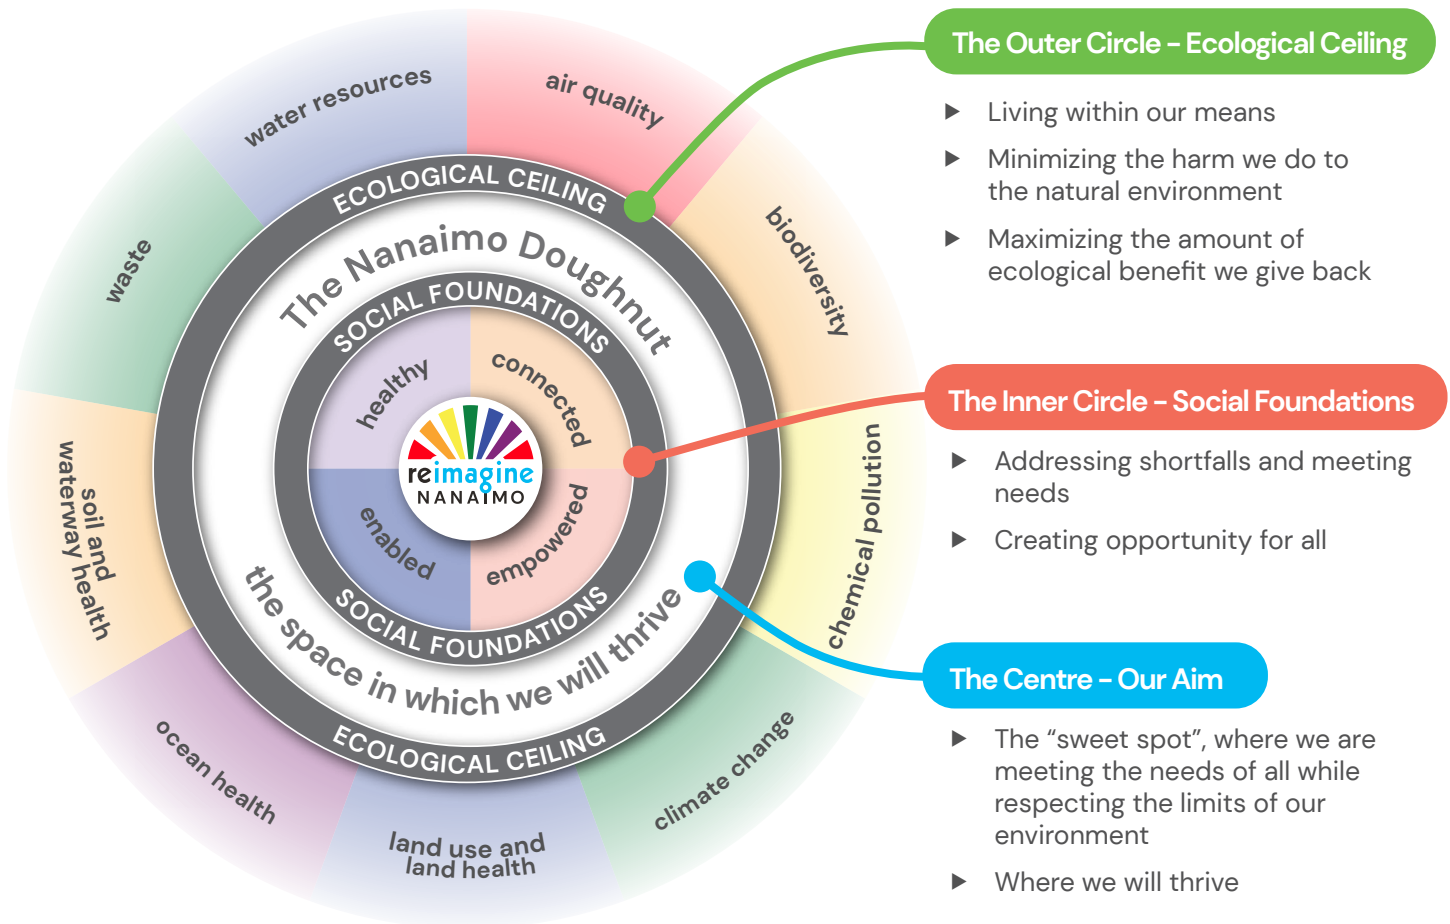 water resources
air quality
biodiversity
chemical pollution
climate change
land use and
land health
ocean health
soil and
waterway health
waste
ECOLOGICAL CEILING
The Nanaimo Doughnut
SOCIAL FOUNDATIONS
healthy
connected
reimagine
NANAIMO
enabled
empowered
SOCIAL FOUNDATIONS
the space in which we will thrive
ECOLOGICAL CEILING
The Outer Circle – Ecological Ceiling
▶ Living within our means
▶ Minimizing the harm we do to
the natural environment
▶ Maximizing the amount of
ecological benefit we give back
The Inner Circle – Social Foundations
▶ Addressing shortfalls and meeting
needs
▶ Creating opportunity for all
The Centre – Our Aim
▶ The “sweet spot”, where we are
meeting the needs of all while
respecting the limits of our
environment
▶ Where we will thrive